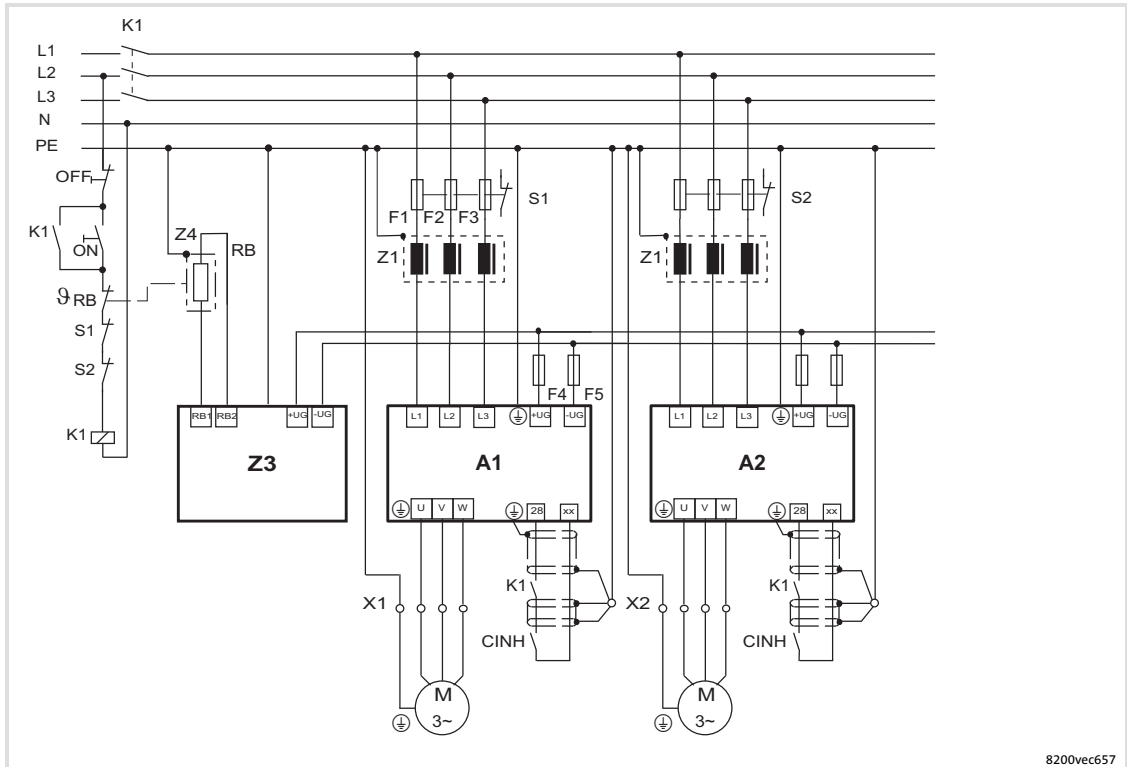 K1
L1
L2
L3
N
PE
OFF
S1
S2
K1
ON
Z4
RB
F1 F2 F3
Z1
Z1
ϑ RB
S1
S2
F4 F5
K1
RB1 RB2 +UG -UG
L1 L2 L3 +UG -UG
L1 L2 L3 +UG -UG
Z3
A1
A2
U V W 28 xx
U V W 28 xx
K1
K1
X1
X2
CINH
CINH
M
3~
M
3~
8200vec657